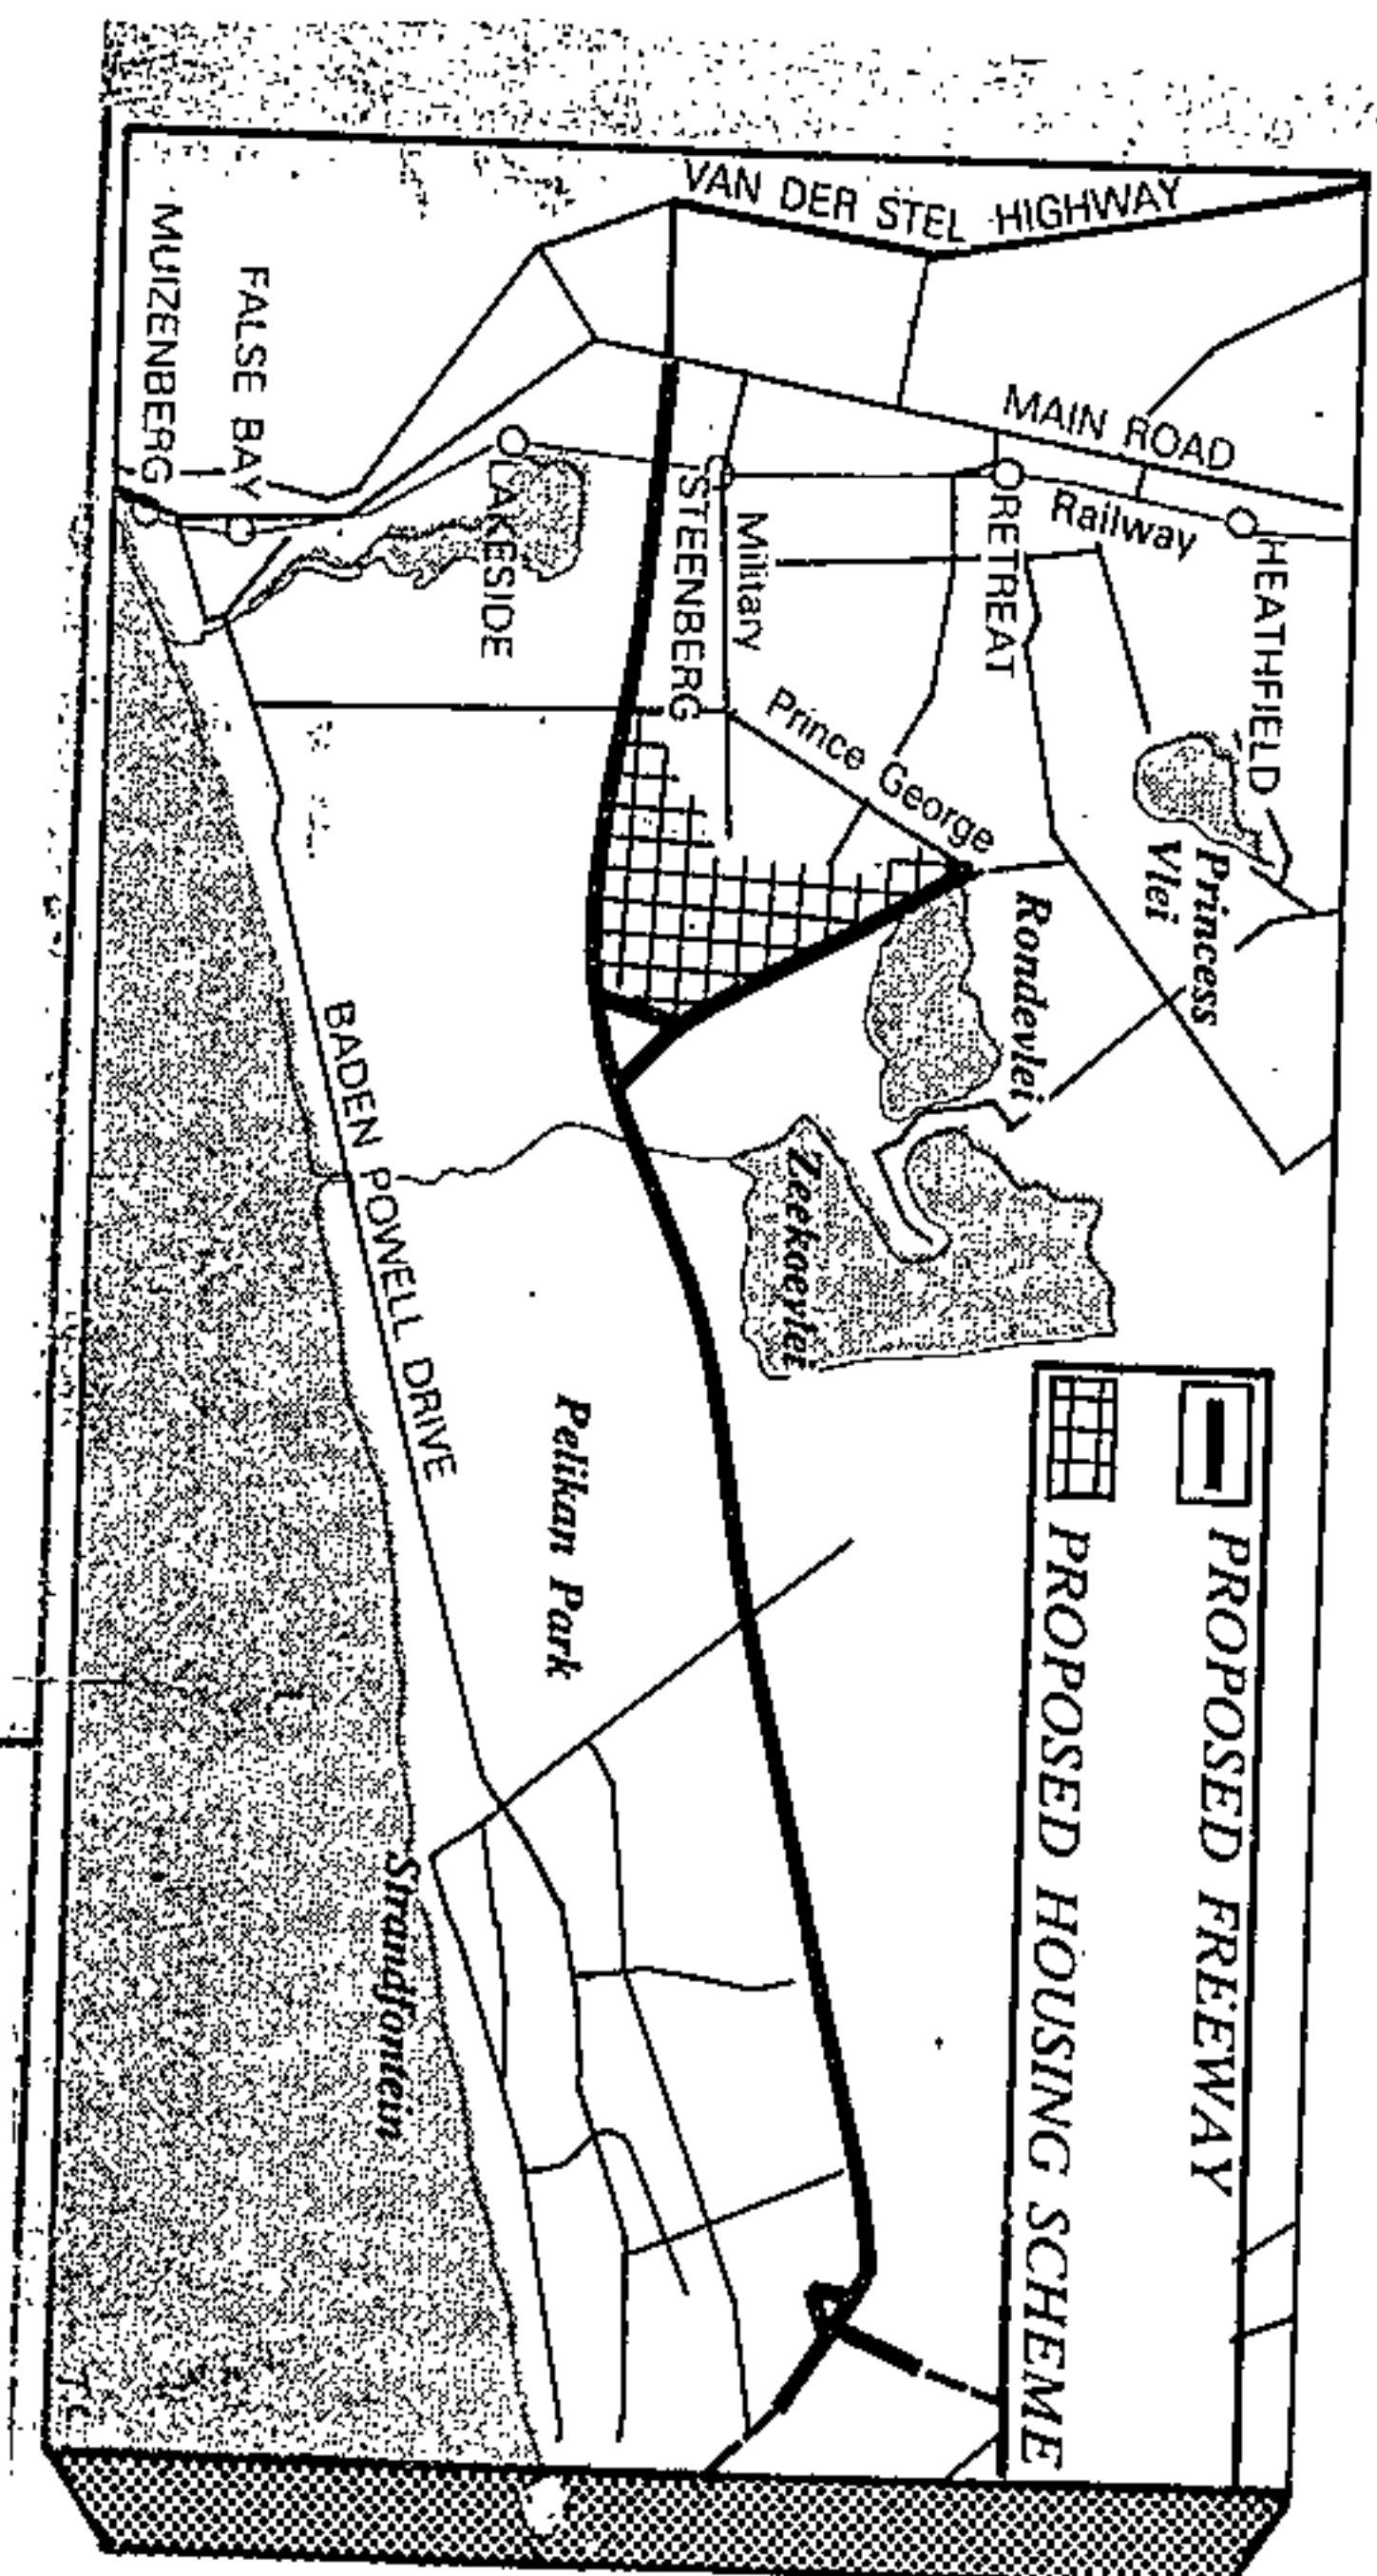 VAN DER STEL HIGHWAY
MAIN ROAD
Railway
HEATHFIELD
RETREAT
Military
STEENBERG
LAKESIDE
FALSE BAY
MUIZENBERG
Prince George
Princess
Vlei
Rondevlei
Zeekoevlei
BADEN POWELL DRIVE
Pelikan Park
Strandfontein
PROPOSED FREEWAY
PROPOSED HOUSING SCHEME